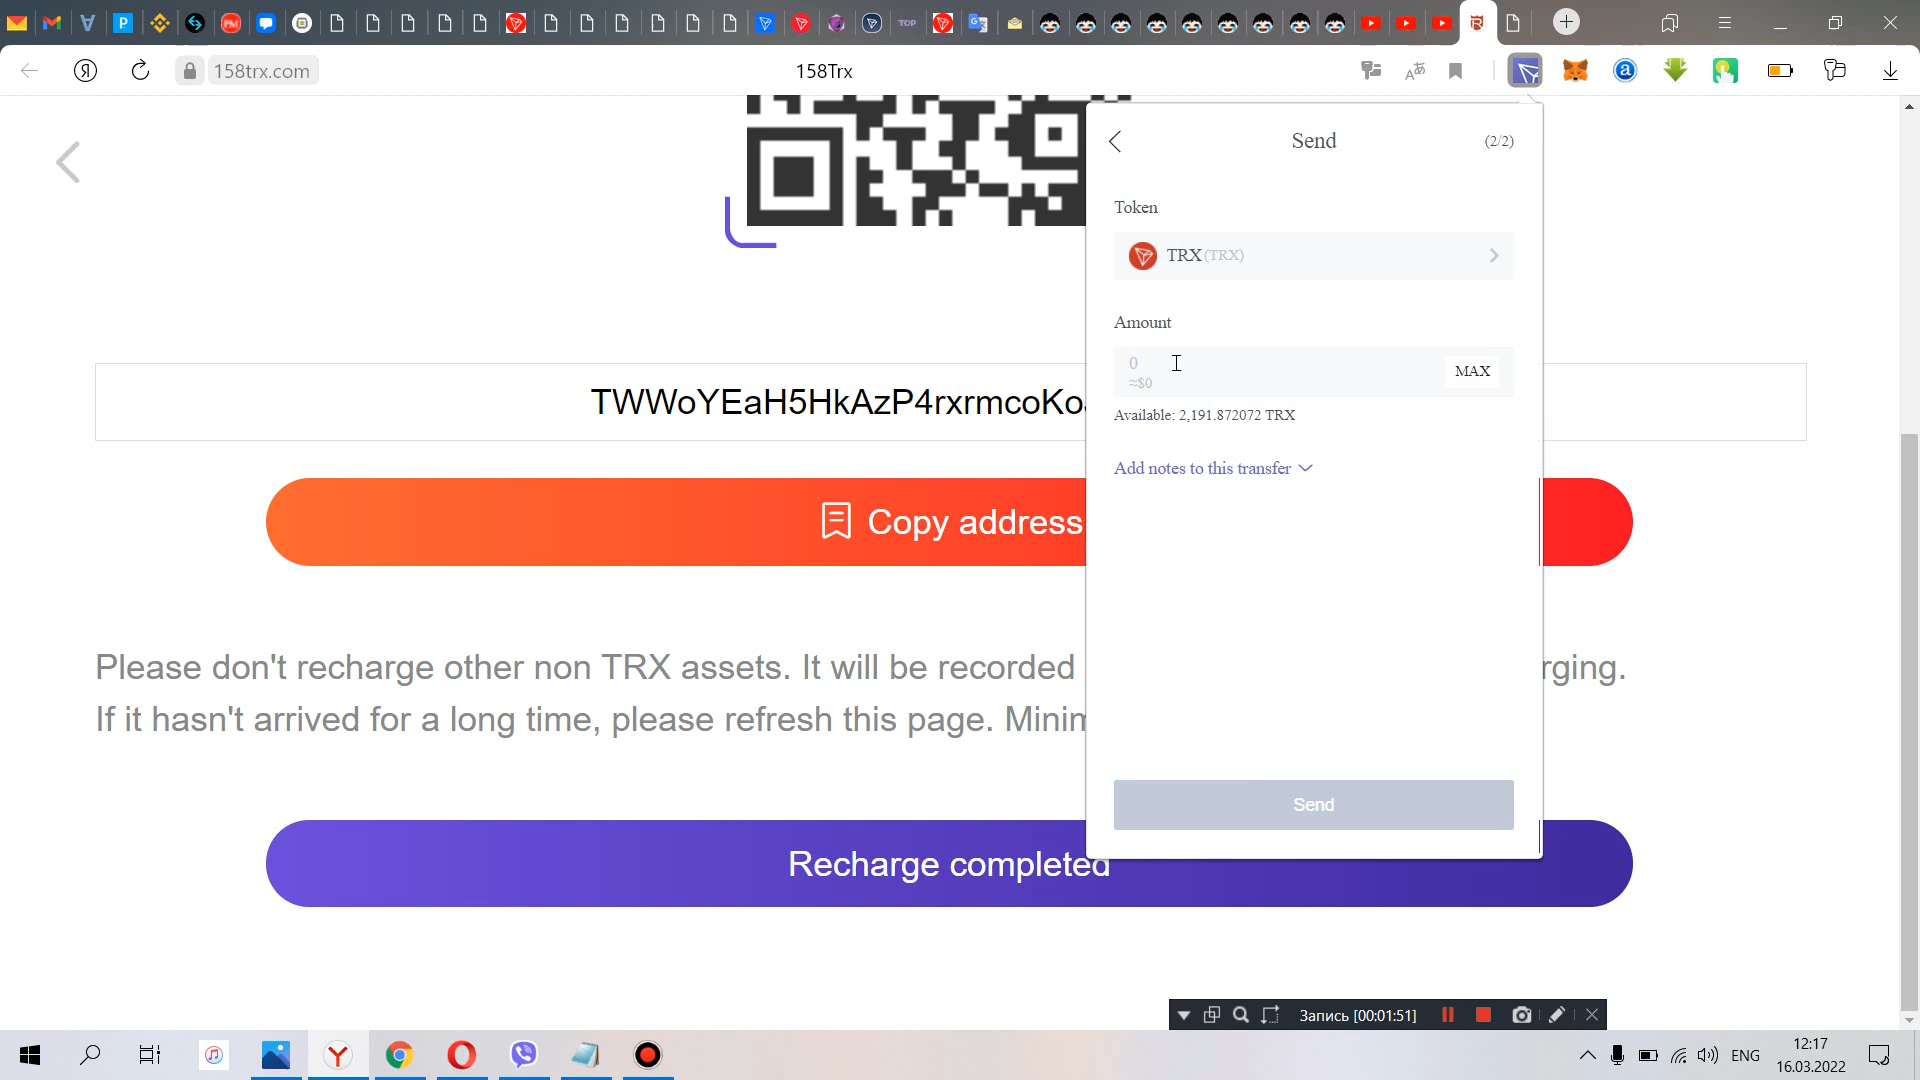 158trx.com
158Trx
Send
(2/2)
Token
TRX (TRX)
Amount
0
≈$0
MAX
Available: 2,191.872072 TRX
Add notes to this transfer
Send
TWWoYEaH5HkAzP4rxrmcoKo
Copy address
Please don't recharge other non TRX assets. It will be recorded rging.
If it hasn't arrived for a long time, please refresh this page. Minim
Recharge completed
Запись [00:01:51]
ENG
12:17
16.03.2022
TOP